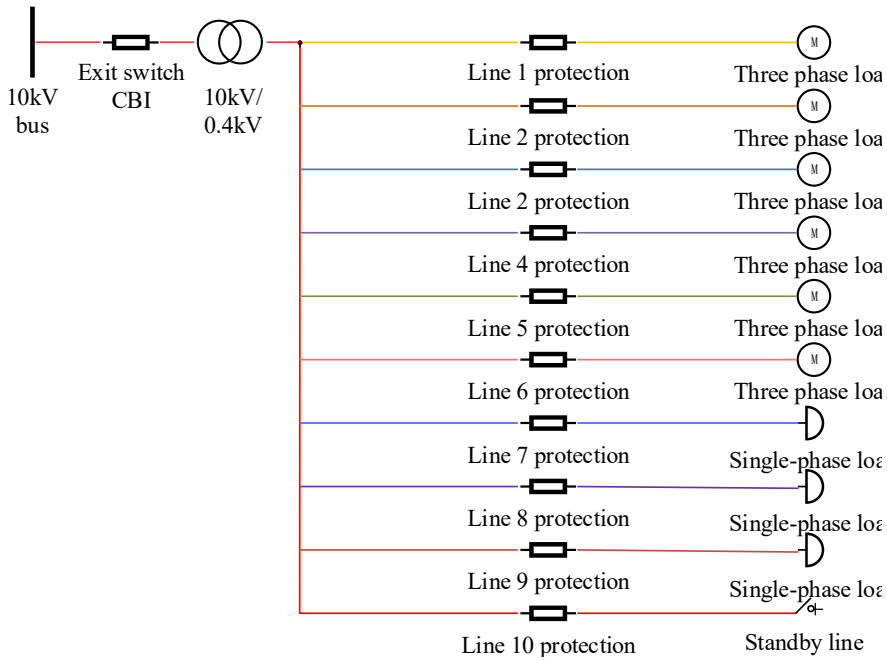 10kV
bus
Exit switch
CBI
10kV/
0.4kV
Line 1 protection
M
Three phase loa
Line 2 protection
M
Three phase loa
Line 2 protection
M
Three phase loa
Line 4 protection
M
Three phase loa
Line 5 protection
M
Three phase loa
Line 6 protection
M
Three phase loa
Line 7 protection
Single-phase loa
Line 8 protection
Single-phase loa
Line 9 protection
Single-phase loa
Line 10 protection
Standby line